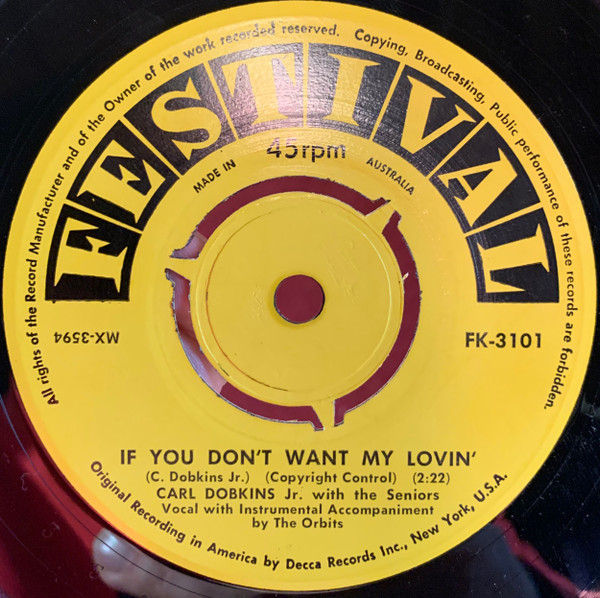 All rights of the Record Manufacturer and of the Owner of the work recorded reserved. Copying, Broadcasting, Public performance of these records are forbidden.
FESTIVAL
45rpm
MADE IN AUSTRALIA
MX-3594
FK-3101
IF YOU DON'T WANT MY LOVIN'
(C. Dobkins Jr.) (Copyright Control) (2:22)
CARL DOBKINS Jr. with the Seniors
Vocal with Instrumental Accompaniment
by The Orbits
Original Recording in America by Decca Records Inc., New York, U.S.A.